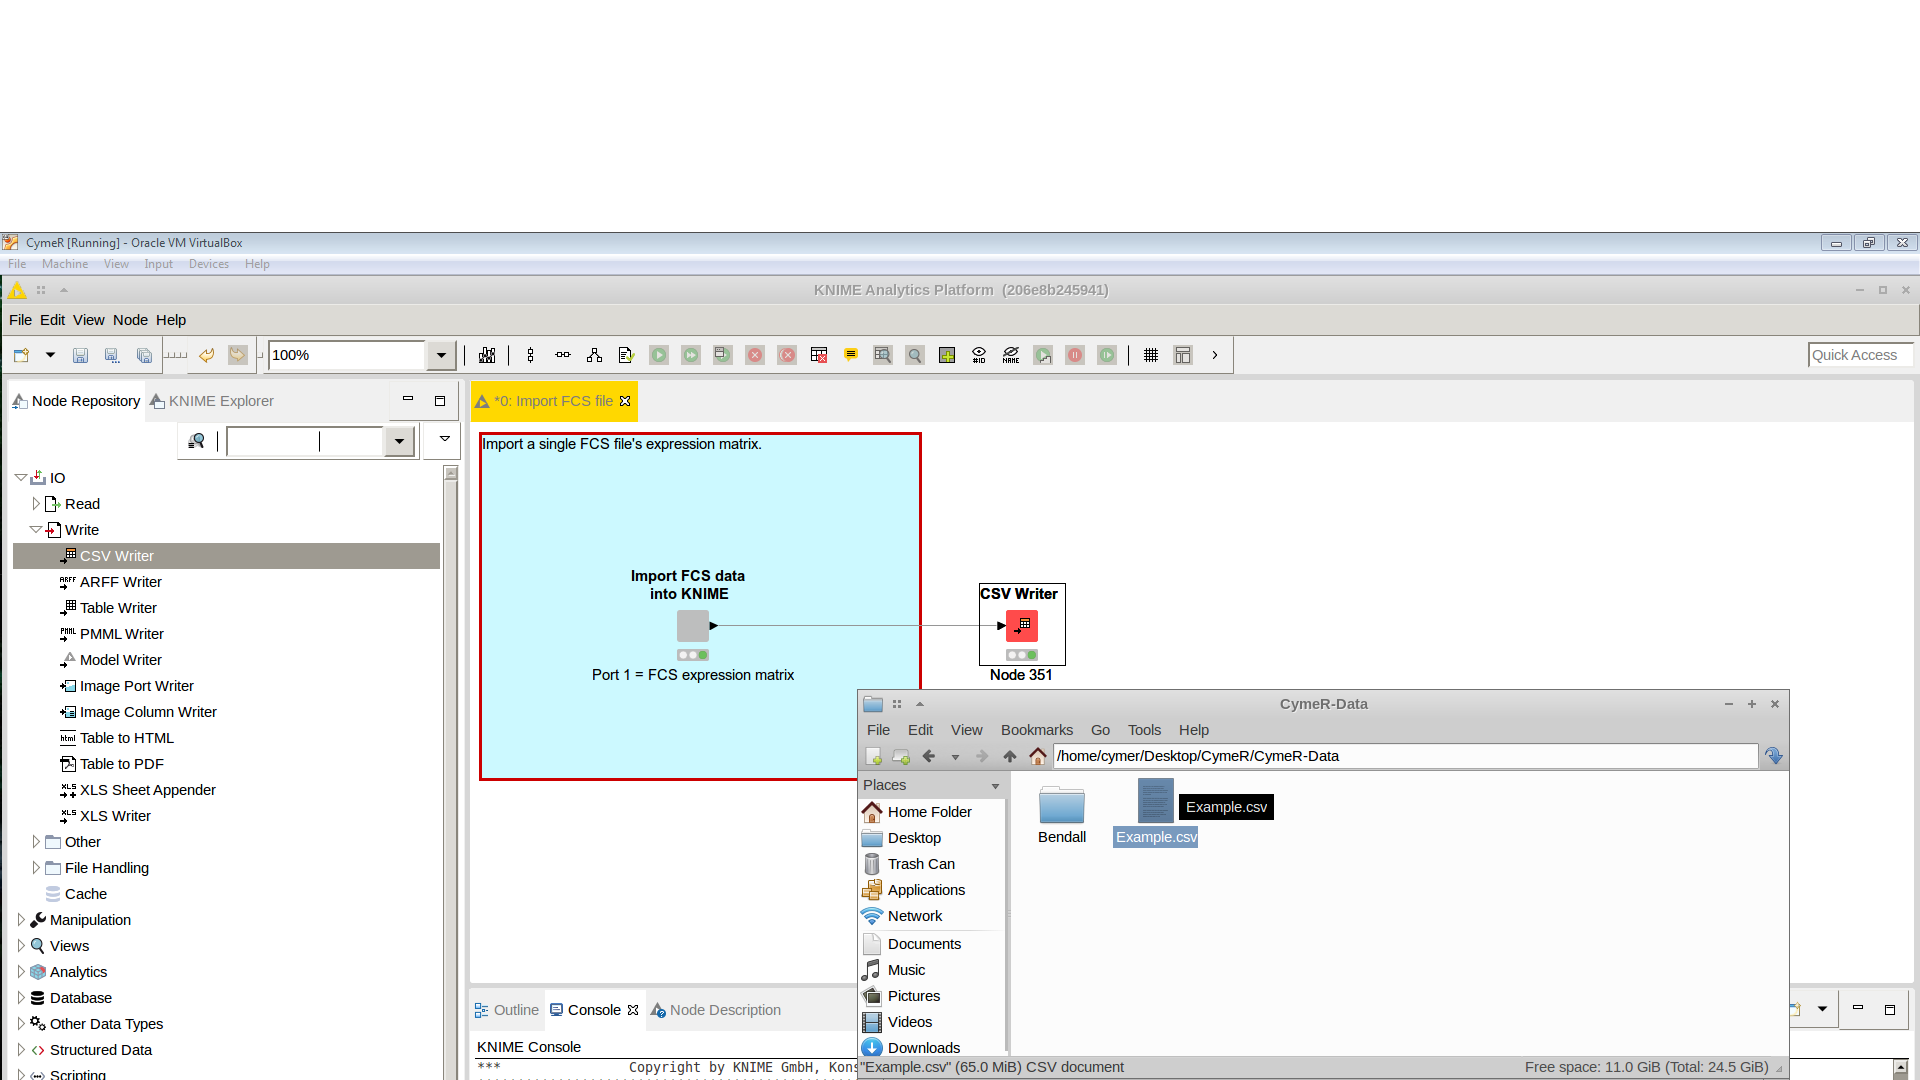 CymeR [Running] - Oracle VM VirtualBox
File Machine View Input Devices Help
KNIME Analytics Platform (206e8b245941)
File Edit View Node Help
100%
#ID
NAME
Quick Access
Node Repository
KNIME Explorer
*0: Import FCS file
IO
Read
Write
CSV Writer
ARFF
ARFF Writer
Table Writer
PMML
PMML Writer
Model Writer
Image Port Writer
Image Column Writer
html
Table to HTML
Table to PDF
XLS
XLS Sheet Appender
XLS
XLS Writer
Other
File Handling
Cache
Manipulation
Views
Analytics
Database
Other Data Types
Structured Data
Scripting
Import a single FCS file's expression matrix.
Import FCS data
into KNIME
Port 1 = FCS expression matrix
CSV Writer
Node 351
CymeR-Data
File Edit View Bookmarks Go Tools Help
/home/cymer/Desktop/CymeR/CymeR-Data
Places
Home Folder
Desktop
Trash Can
Applications
Network
Documents
Music
Pictures
Videos
Downloads
Bendall
Example.csv
Example.csv
"Example.csv" (65.0 MiB) CSV document
Free space: 11.0 GiB (Total: 24.5 GiB)
Outline
Console
Node Description
KNIME Console
*** Copyright by KNIME GmbH, Kons